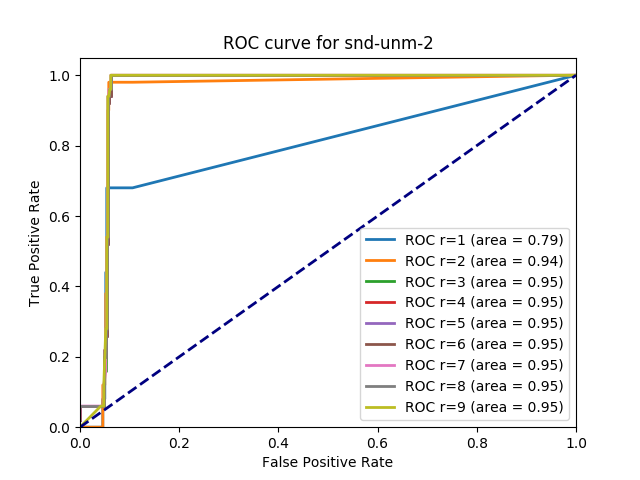 ROC curve for snd-unm-2
True Positive Rate
1.0
0.8
0.6
0.4
0.2
0.0
ROC r=1 (area = 0.79)
ROC r=2 (area = 0.94)
ROC r=3 (area = 0.95)
ROC r=4 (area = 0.95)
ROC r=5 (area = 0.95)
ROC r=6 (area = 0.95)
ROC r=7 (area = 0.95)
ROC r=8 (area = 0.95)
ROC r=9 (area = 0.95)
0.0 0.2 0.4 0.6 0.8 1.0
False Positive Rate